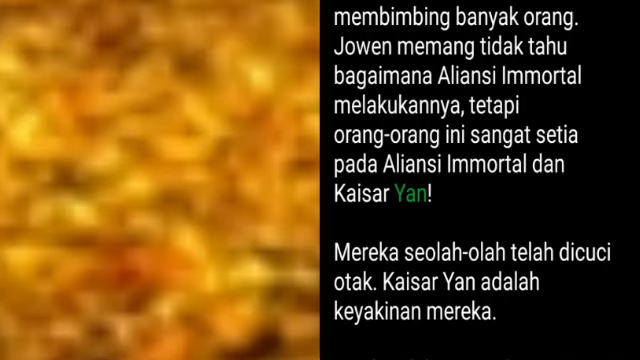 membimbing banyak orang.
Jowen memang tidak tahu
bagaimana Aliansi Immortal
melakukannya, tetapi
orang-orang ini sangat setia
pada Aliansi Immortal dan
Kaisar Yan!
Mereka seolah-olah telah dicuci
otak. Kaisar Yan adalah
keyakinan mereka.